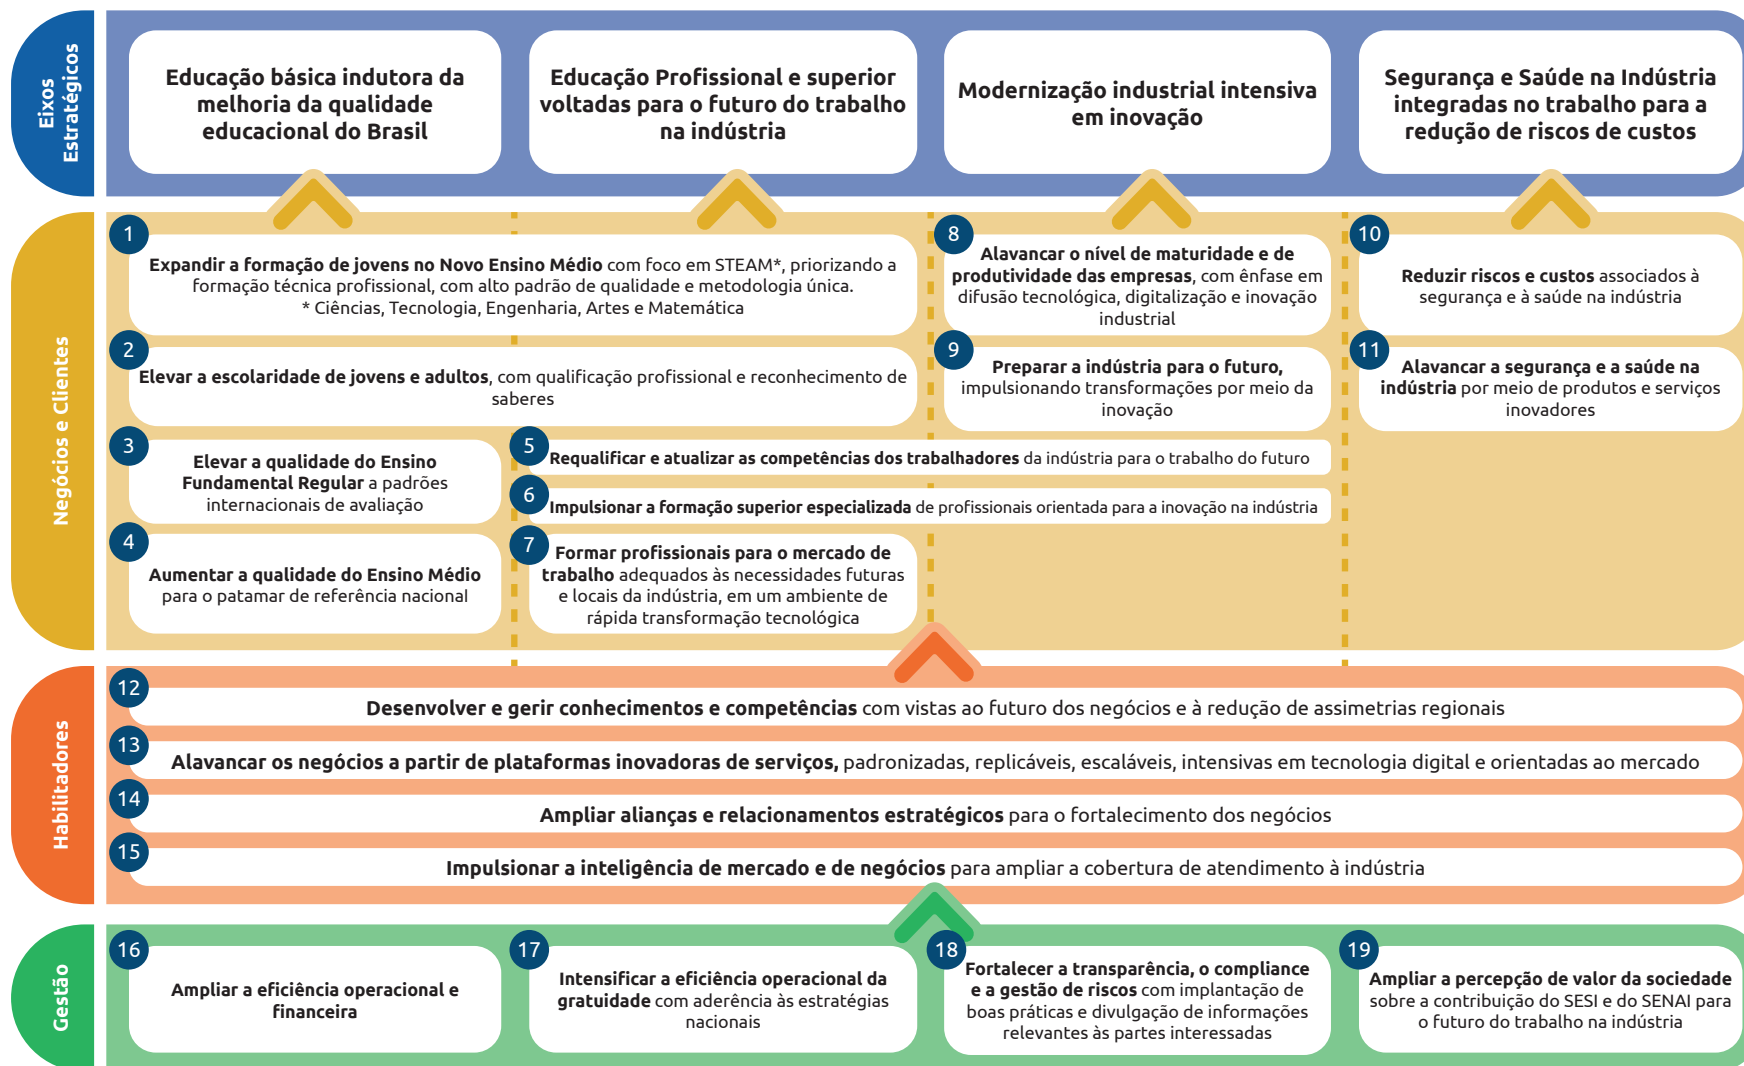 Eixos
Estratégicos
Educação básica indutora da
melhoria da qualidade
educacional do Brasil
Educação Profissional e superior
voltadas para o futuro do trabalho
na indústria
Modernização industrial intensiva
em inovação
Segurança e Saúde na Indústria
integradas no trabalho para a
redução de riscos de custos
Negócios e Clientes
1
Expandir a formação de jovens no Novo Ensino Médio com foco em STEAM*, priorizando a
formação técnica profissional, com alto padrão de qualidade e metodologia única.
* Ciências, Tecnologia, Engenharia, Artes e Matemática
2
Elevar a escolaridade de jovens e adultos, com qualificação profissional e reconhecimento de
saberes
3
Elevar a qualidade do Ensino
Fundamental Regular a padrões
internacionais de avaliação
4
Aumentar a qualidade do Ensino Médio
para o patamar de referência nacional
5
Requalificar e atualizar as competências dos trabalhadores da indústria para o trabalho do futuro
6
Impulsionar a formação superior especializada de profissionais orientada para a inovação na indústria
7
Formar profissionais para o mercado de
trabalho adequados às necessidades futuras
e locais da indústria, em um ambiente de
rápida transformação tecnológica
8
Alavancar o nível de maturidade e de
produtividade das empresas, com ênfase em
difusão tecnológica, digitalização e inovação
industrial
9
Preparar a indústria para o futuro,
impulsionando transformações por meio da
inovação
10
Reduzir riscos e custos associados à
segurança e à saúde na indústria
11
Alavancar a segurança e a saúde na
indústria por meio de produtos e serviços
inovadores
Habilitadores
12
Desenvolver e gerir conhecimentos e competências com vistas ao futuro dos negócios e à redução de assimetrias regionais
13
Alavancar os negócios a partir de plataformas inovadoras de serviços, padronizadas, replicáveis, escaláveis, intensivas em tecnologia digital e orientadas ao mercado
14
Ampliar alianças e relacionamentos estratégicos para o fortalecimento dos negócios
15
Impulsionar a inteligência de mercado e de negócios para ampliar a cobertura de atendimento à indústria
Gestão
16
Ampliar a eficiência operacional e
financeira
17
Intensificar a eficiência operacional da
gratuidade com aderência às estratégias
nacionais
18
Fortalecer a transparência, o compliance
e a gestão de riscos com implantação de
boas práticas e divulgação de informações
relevantes às partes interessadas
19
Ampliar a percepção de valor da sociedade
sobre a contribuição do SESI e do SENAI para
o futuro do trabalho na indústria